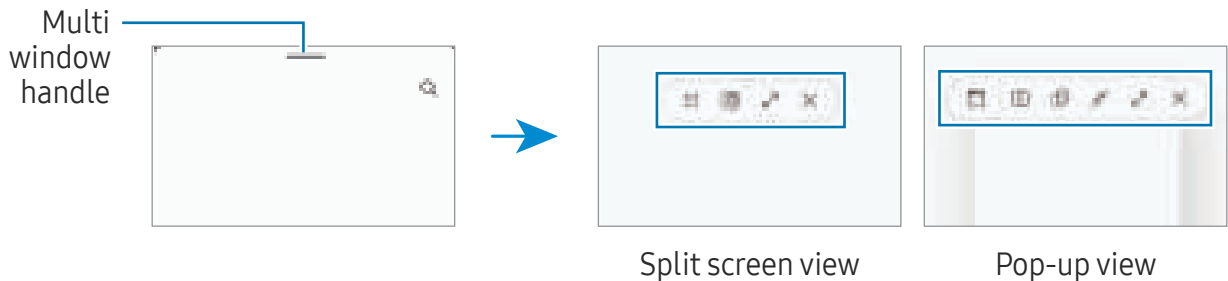 Multi
window
handle
Split screen view
Pop-up view